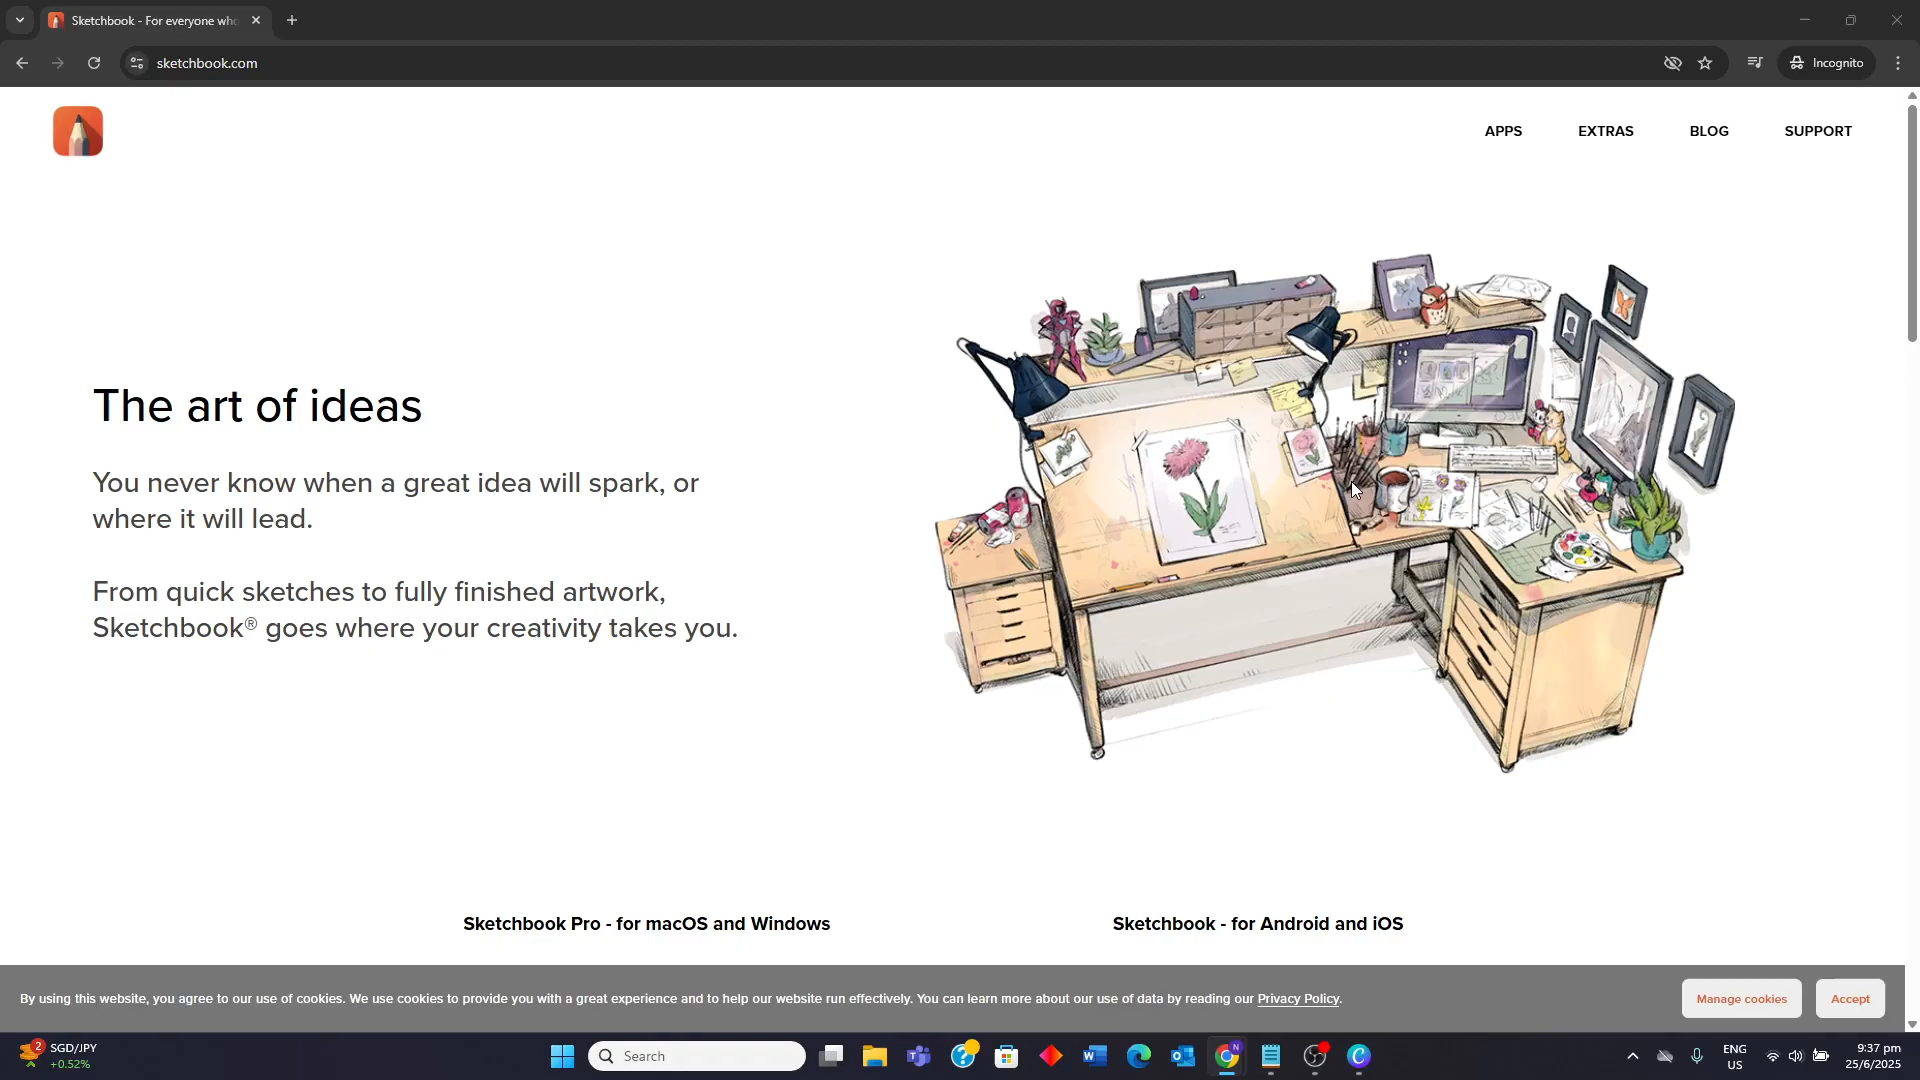 Sketchbook - For everyone who
sketchbook.com
Incognito
APPS
EXTRAS
BLOG
SUPPORT
The art of ideas
You never know when a great idea will spark, or
where it will lead.
From quick sketches to fully finished artwork,
Sketchbook® goes where your creativity takes you.
Sketchbook Pro - for macOS and Windows
Sketchbook - for Android and iOS
By using this website, you agree to our use of cookies. We use cookies to provide you with a great experience and to help our website run effectively. You can learn more about our use of data by reading our Privacy Policy.
Manage cookies
Accept
2
SGD/JPY
+0.52%
Search
N
ENG
US
9:37 pm
25/6/2025